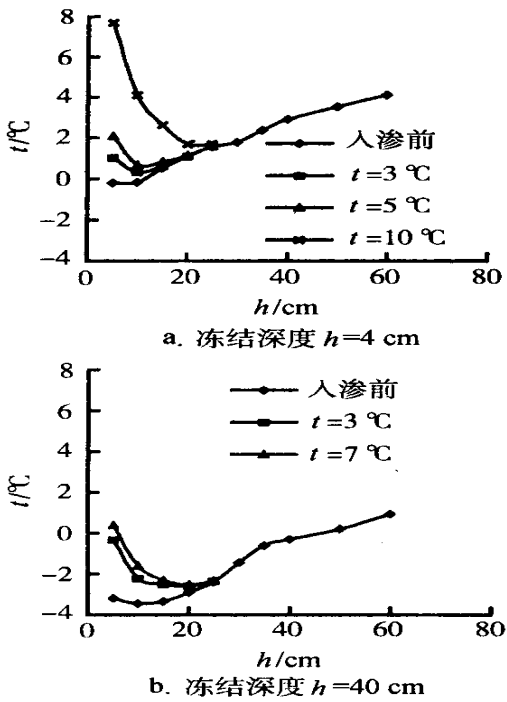 8
6
4
2
0
−2
−4
t/℃
入渗前
t=3 ℃
t=5 ℃
t=10 ℃
0 20 40 60 80
h/cm
a. 冻结深度 h=4 cm
8
6
4
2
0
−2
−4
t/℃
入渗前
t=3 ℃
t=7 ℃
0 20 40 60 80
h/cm
b. 冻结深度 h=40 cm